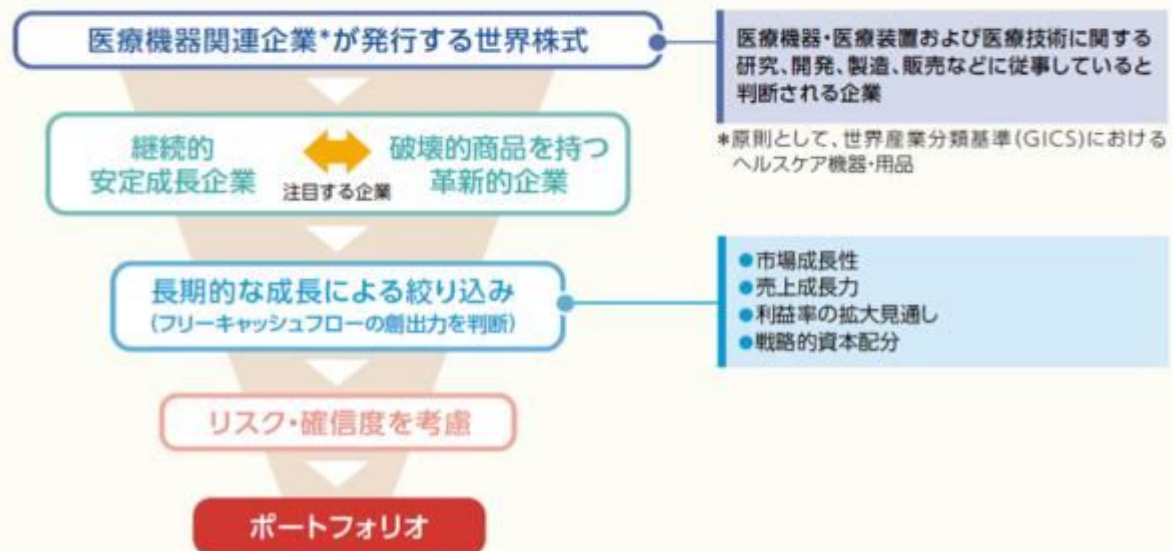 医療機器関連企業*が発行する世界株式
医療機器・医療装置および医療技術に関する
研究、開発、製造、販売などに従事していると
判断される企業
*原則として、世界産業分類基準(GICS)における
ヘルスケア機器・用品
継続的
安定成長企業
注目する企業
破壊的商品を持つ
革新的企業
長期的な成長による絞り込み
(フリーキャッシュフローの創出力を判断)
●市場成長性
●売上成長力
●利益率の拡大見通し
●戦略的資本配分
リスク・確信度を考慮
ポートフォリオ